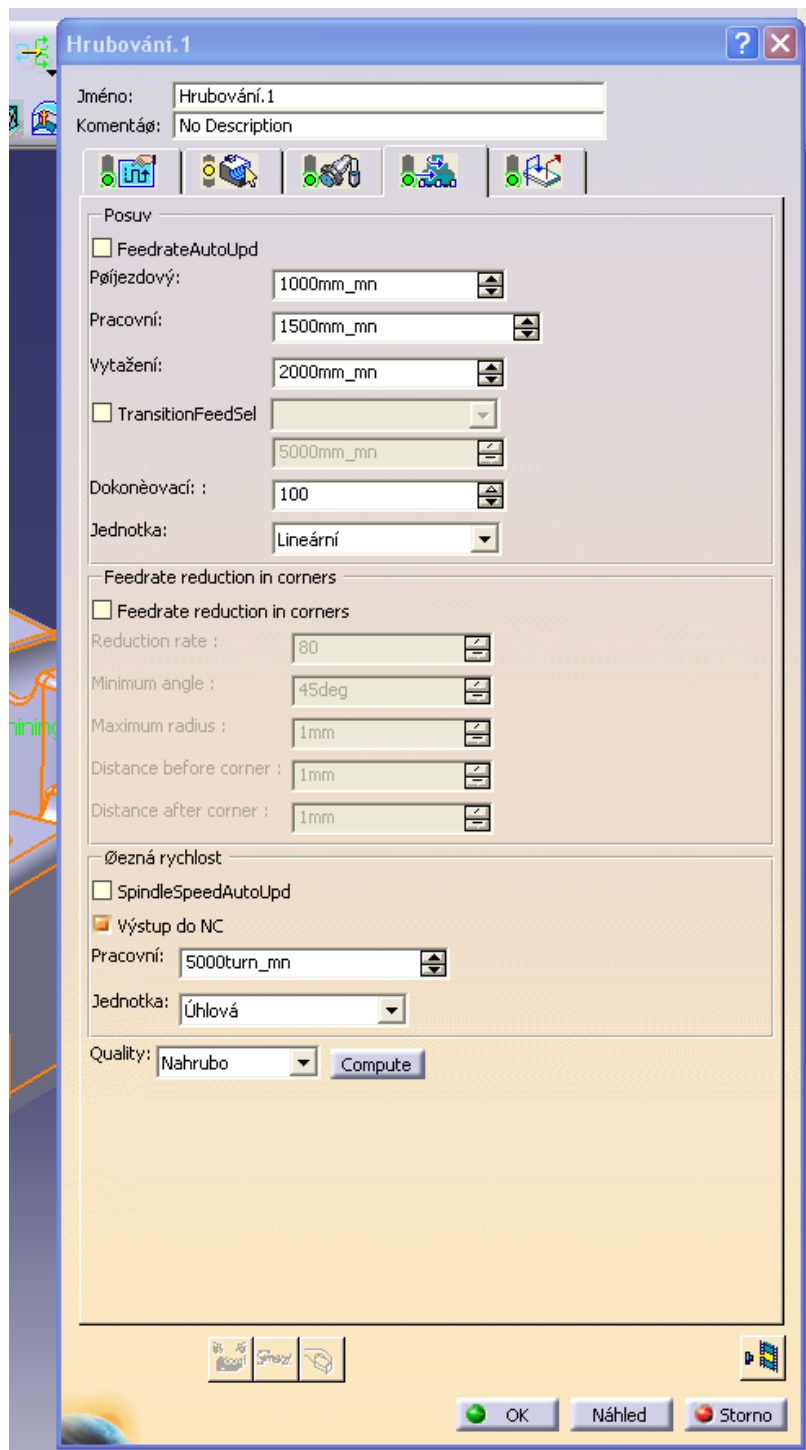 Hrubování.1
Jméno: Hrubování.1
Komentáø: No Description
Posuv
FeedrateAutoUpd
Pøíjezdový: 1000mm_mn
Pracovní: 1500mm_mn
Vytažení: 2000mm_mn
TransitionFeedSel
5000mm_mn
Dokonèovací: : 100
Jednotka: Lineární
Feedrate reduction in corners
Feedrate reduction in corners
Reduction rate : 80
Minimum angle : 45deg
Maximum radius : 1mm
Distance before corner : 1mm
Distance after corner : 1mm
Øezná rychlost
SpindleSpeedAutoUpd
Výstup do NC
Pracovní: 5000turn_mn
Jednotka: Úhlová
Quality: Nahrubo Compute
OK Náhled Storno